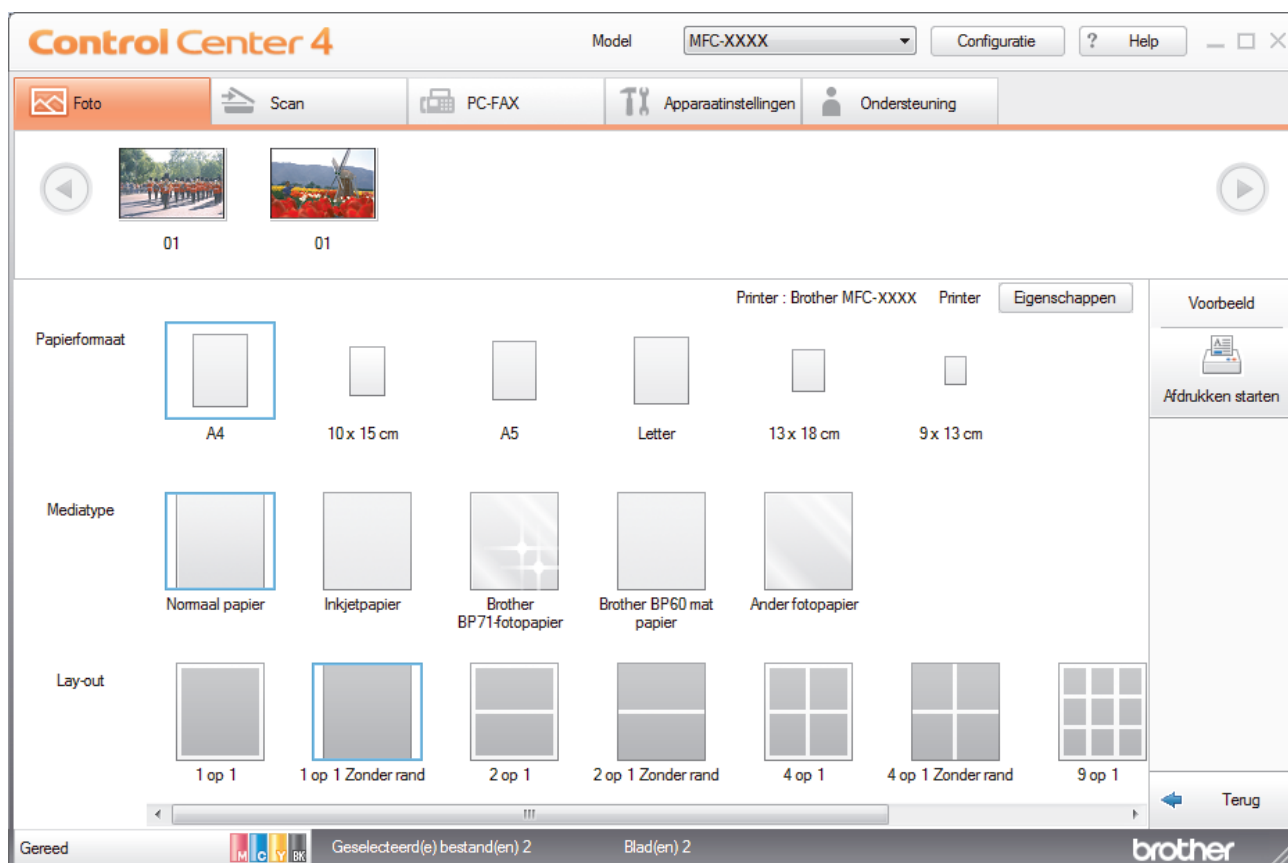 Control Center 4
Model
MFC-XXXX
Configuratie
? Help
Foto
Scan
PC-FAX
Apparaatinstellingen
Ondersteuning
01
01
Printer : Brother MFC-XXXX Printer
Eigenschappen
Voorbeeld
Papierformaat
Afdrukken starten
A4
10 x 15 cm
A5
Letter
13 x 18 cm
9 x 13 cm
Mediatype
Normaal papier
Inkjetpapier
Brother
BP71-fotopapier
Brother BP60 mat
papier
Ander fotopapier
Lay-out
1 op 1
1 op 1 Zonder rand
2 op 1
2 op 1 Zonder rand
4 op 1
4 op 1 Zonder rand
9 op 1
Terug
Gereed
M C Y BK
Geselecteerd(e) bestand(en) 2
Blad(en) 2
brother